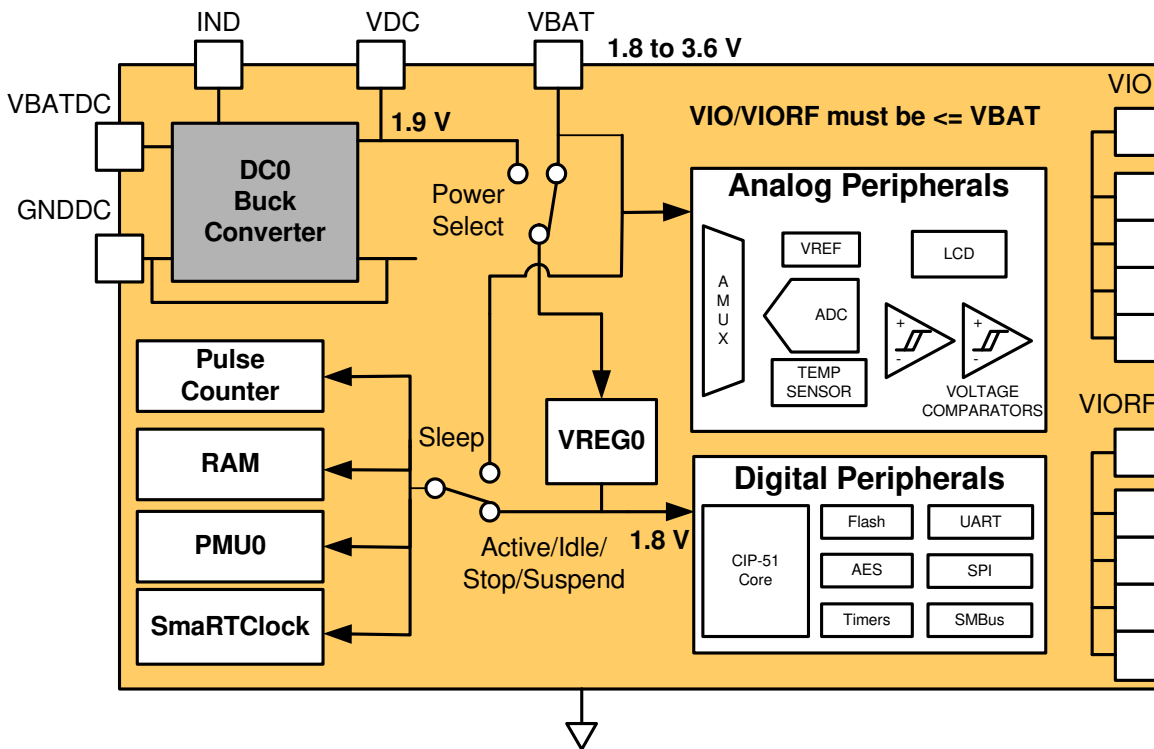 IND
VDC
VBAT
1.8 to 3.6 V
VBATDC
VIO
1.9 V
VIO/VIORF must be <= VBAT
DC0
Buck
Converter
GNDDC
Power
Select
Analog Peripherals
A
M
U
X
VREF
LCD
ADC
+
-
+
-
TEMP
SENSOR
VOLTAGE
COMPARATORS
Pulse
Counter
RAM
PMU0
SmaRTClock
Sleep
VREG0
Active/Idle/
Stop/Suspend
1.8 V
VIORF
Digital Peripherals
CIP-51
Core
Flash
UART
AES
SPI
Timers
SMBus